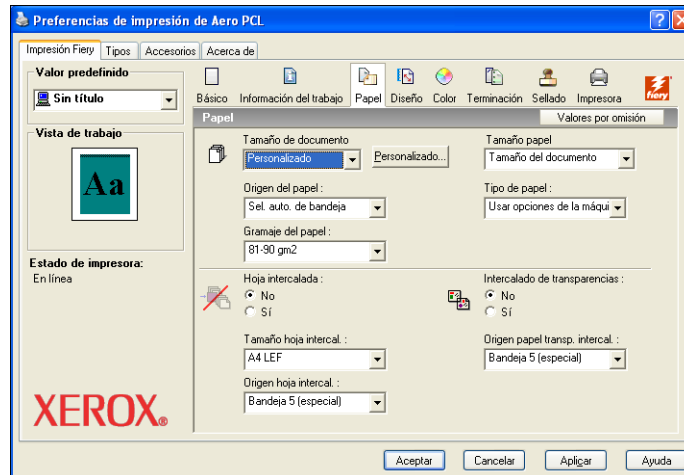 Preferencias de impresión de Aero PCL
Impresión Fiery Tipos Accesorios Acerca de
Valor predefinido
Sin título
Vista de trabajo
Aa
Estado de impresora:
En línea
XEROX®
Básico Información del trabajo Papel Diseño Color Terminación Sellado Impresora
fiery
Papel Valores por omisión
Tamaño de documento Tamaño papel
Personalizado Personalizado... Tamaño del documento
Origen del papel : Tipo de papel :
Sel. auto. de bandeja Usar opciones de la máqui
Gramaje del papel :
81-90 gm2
Hoja intercalada : Intercalado de transparencias :
No No
Sí Sí
Tamaño hoja intercal. : Origen papel transp. intercal. :
A4 LEF Bandeja 5 (especial)
Origen hoja intercal. :
Bandeja 5 (especial)
Aceptar Cancelar Aplicar Ayuda